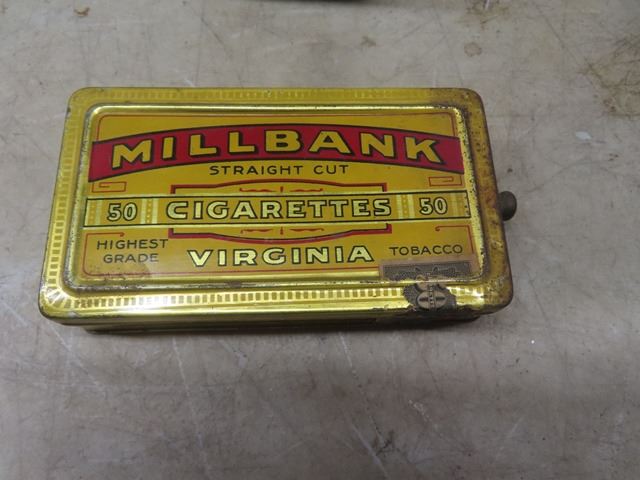 MILLBANK
STRAIGHT CUT
50 CIGARETTES 50
HIGHEST GRADE
VIRGINIA
TOBACCO